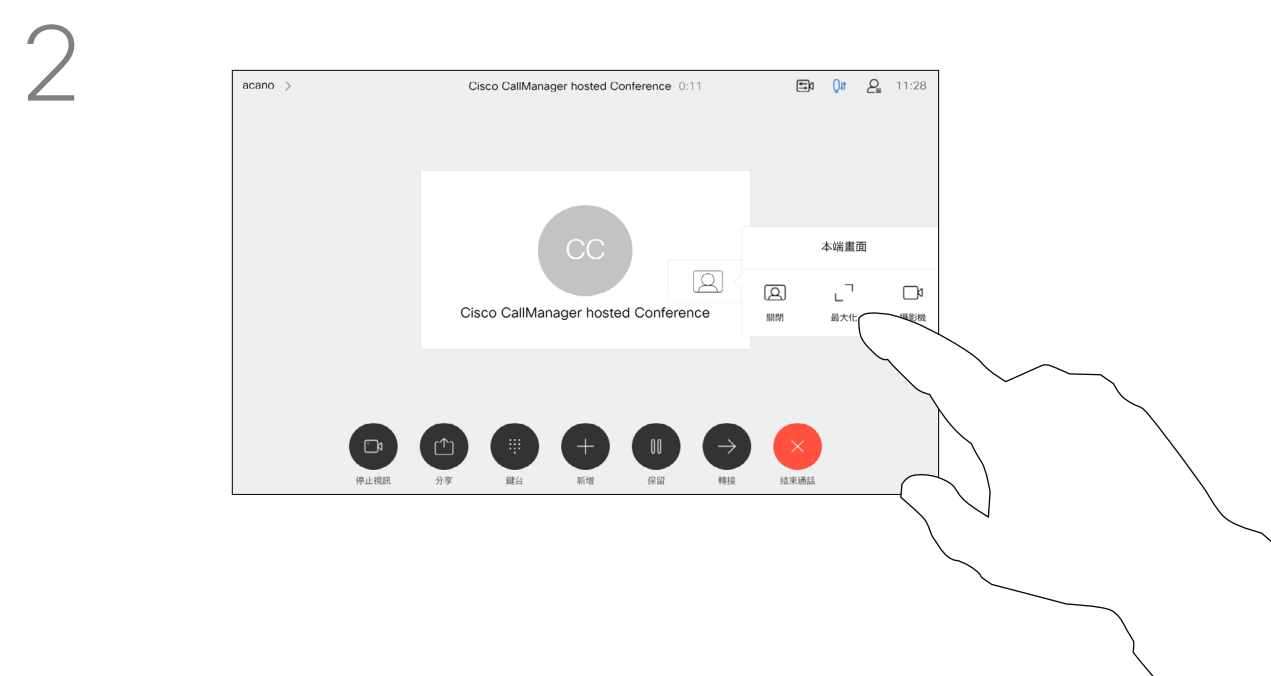 2
acano
Cisco CallManager hosted Conference 0:11
11:28
CC
Cisco CallManager hosted Conference
本端畫面
關閉
最大化
攝影機
停止視訊
分享
鍵台
新增
保留
轉接
結束通話